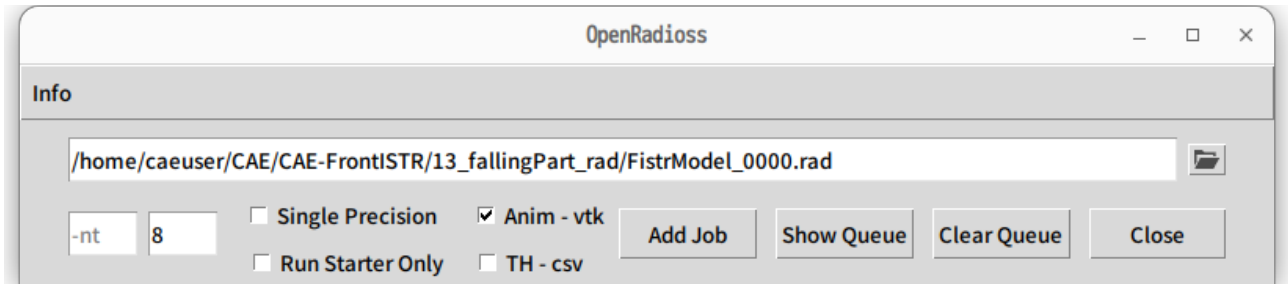 OpenRadioss
Info
/home/caeuser/CAE/CAE-FrontISTR/13_fallingPart_rad/FistrModel_0000.rad
-nt 8 Single Precision Anim - vtk Add Job Show Queue Clear Queue Close
Run Starter Only TH - csv